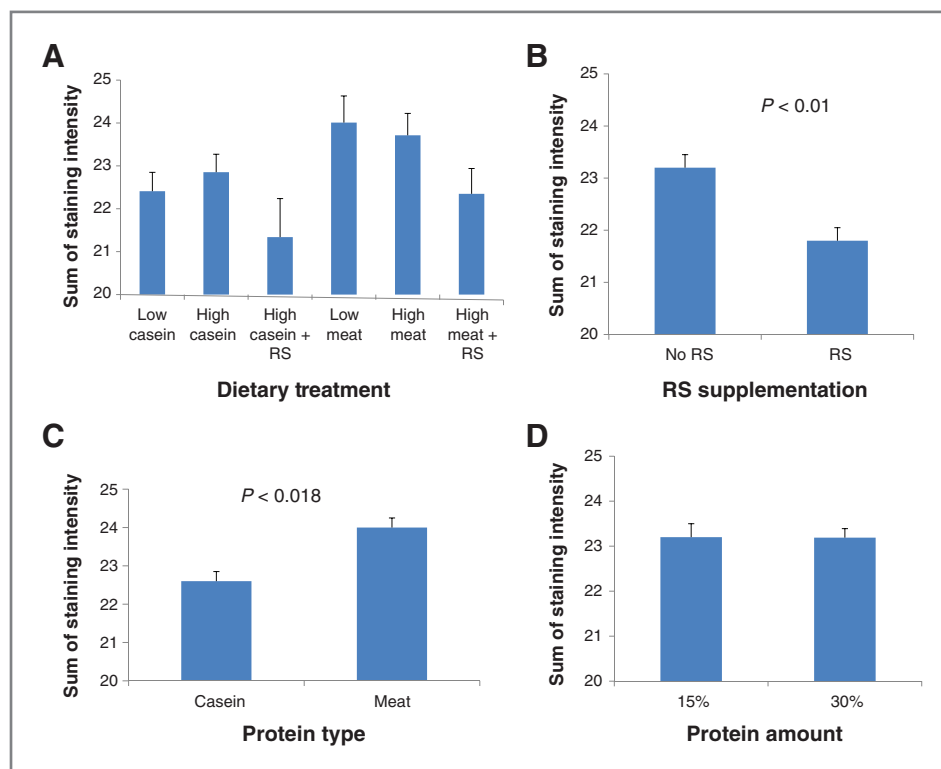 A
Sum of staining intensity
25
24
23
22
21
20
Low casein
High casein
High casein + RS
Low meat
High meat
High meat + RS
Dietary treatment
B
Sum of staining intensity
25
24
23
22
21
20
P < 0.01
No RS
RS
RS supplementation
C
Sum of staining intensity
25
24
23
22
21
20
P < 0.018
Casein
Meat
Protein type
D
Sum of staining intensity
25
24
23
22
21
20
15%
30%
Protein amount